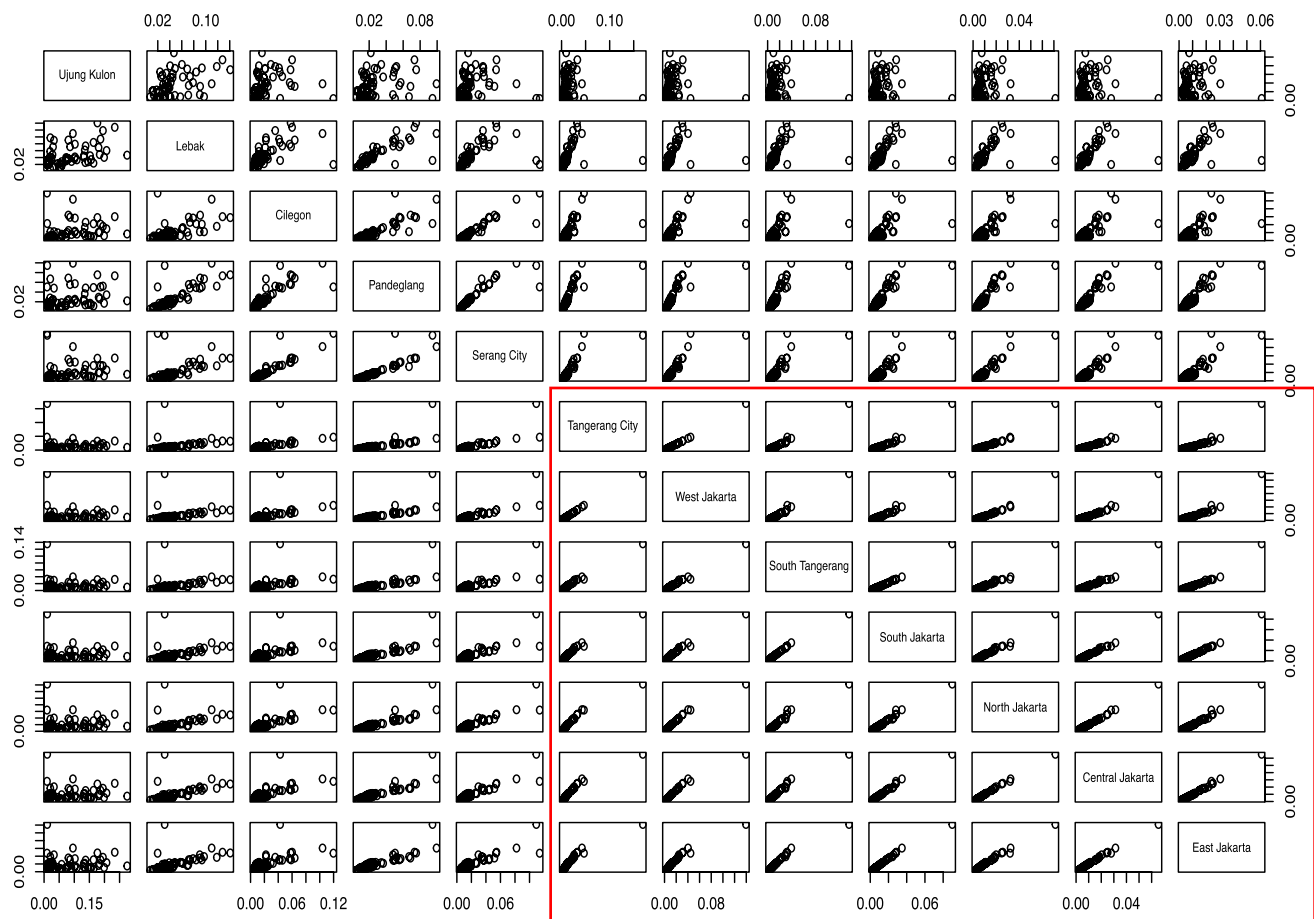 0.02 0.10 0.02 0.08 0.00 0.10 0.00 0.08 0.00 0.04 0.00 0.03 0.06
Ujung Kulon
0.00
0.02
Lebak
Cilegon
0.00
0.02
Pandeglang
Serang City
0.00
0.00
Tangerang City
West Jakarta
0.00
0.00 0.14
South Tangerang
South Jakarta
0.00
0.00
North Jakarta
Central Jakarta
0.00
0.00
East Jakarta
0.00 0.15 0.00 0.06 0.12 0.00 0.06 0.00 0.08 0.00 0.06 0.00 0.04